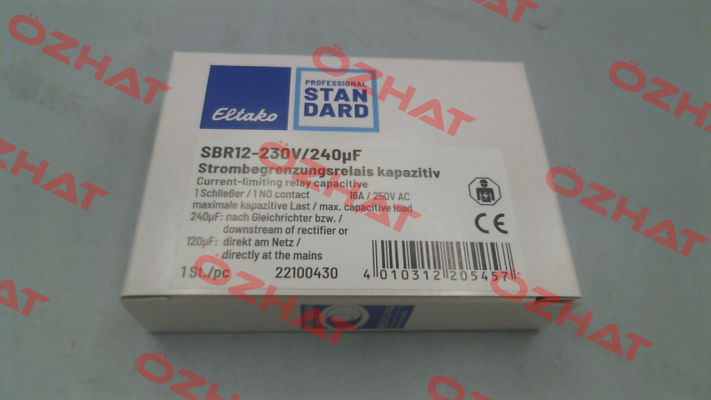 ÖZHAT
ÖZHAT
ÖZHAT
ÖZHAT
Eltako
PROFESSIONAL
STAN
DARD
SBR12-230V/240µF
Strombegrenzungsrelais kapazitiv
Current-limiting relay capacitive
1 Schließer / 1 NO contact 16A / 250V AC
maximale kapazitive Last / max. capacitive load
240µF: nach Gleichrichter bzw. /
downstream of rectifier or
120µF: direkt am Netz /
directly at the mains
1 St./pc 22100430
4 010312 205457
CE
ÖZHAT
ÖZHAT
ÖZHAT
ÖZHAT
ÖZHAT